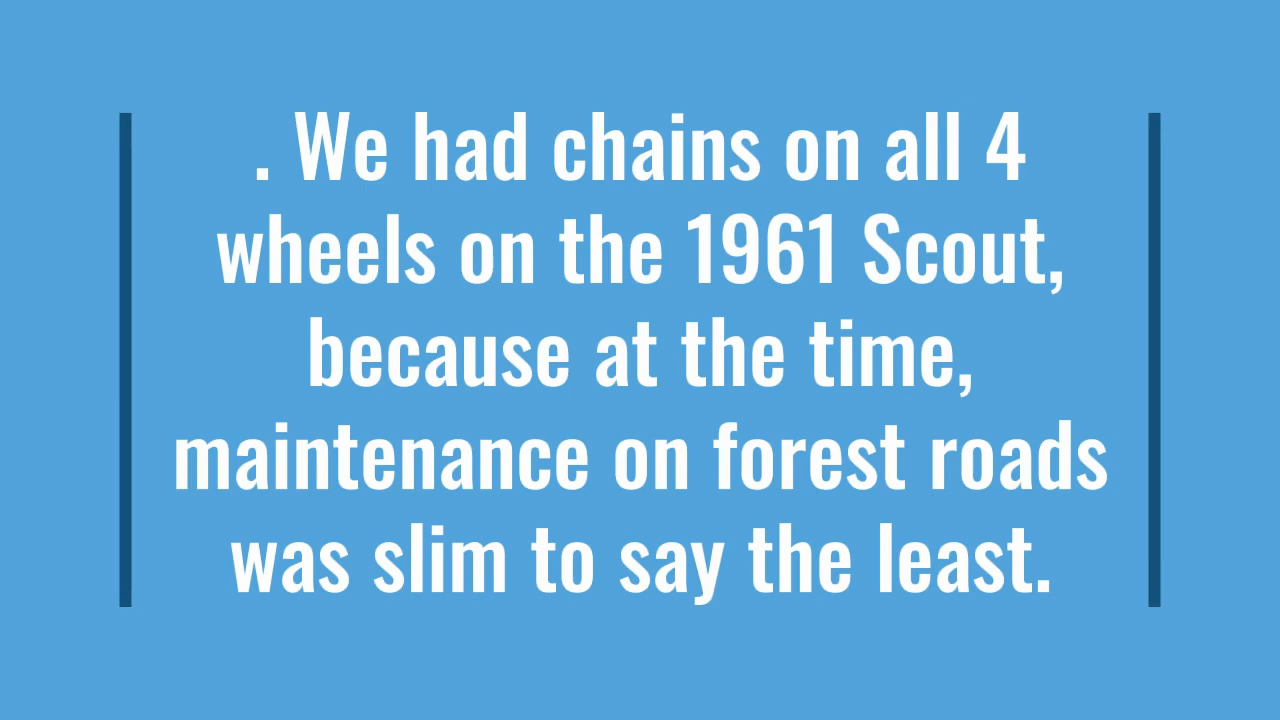 . We had chains on all 4
wheels on the 1961 Scout,
because at the time,
maintenance on forest roads
was slim to say the least.